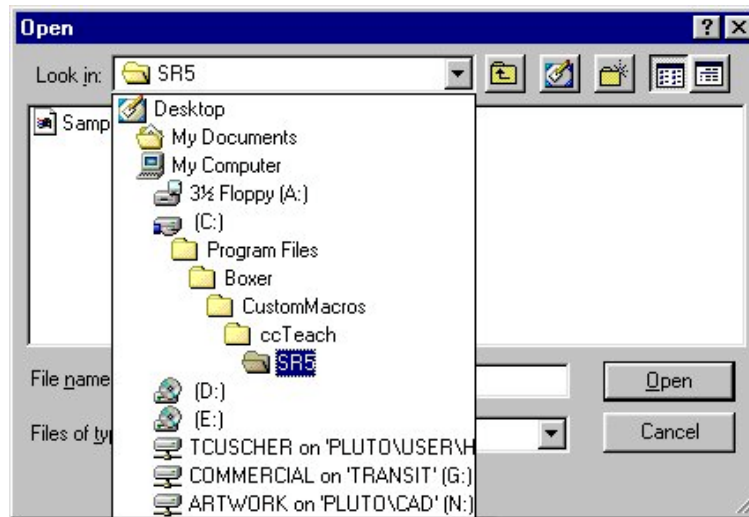 Open
Look in: SR5
Samp
Desktop
My Documents
My Computer
3½ Floppy (A:)
(C:)
Program Files
Boxer
CustomMacros
ccTeach
SR5
File name
Open
(D:)
(E:)
Files of ty
Cancel
TCUSCHER on 'PLUTO\USER\H
COMMERCIAL on 'TRANSIT' (G:)
ARTWORK on 'PLUTO\CAD' (N:)